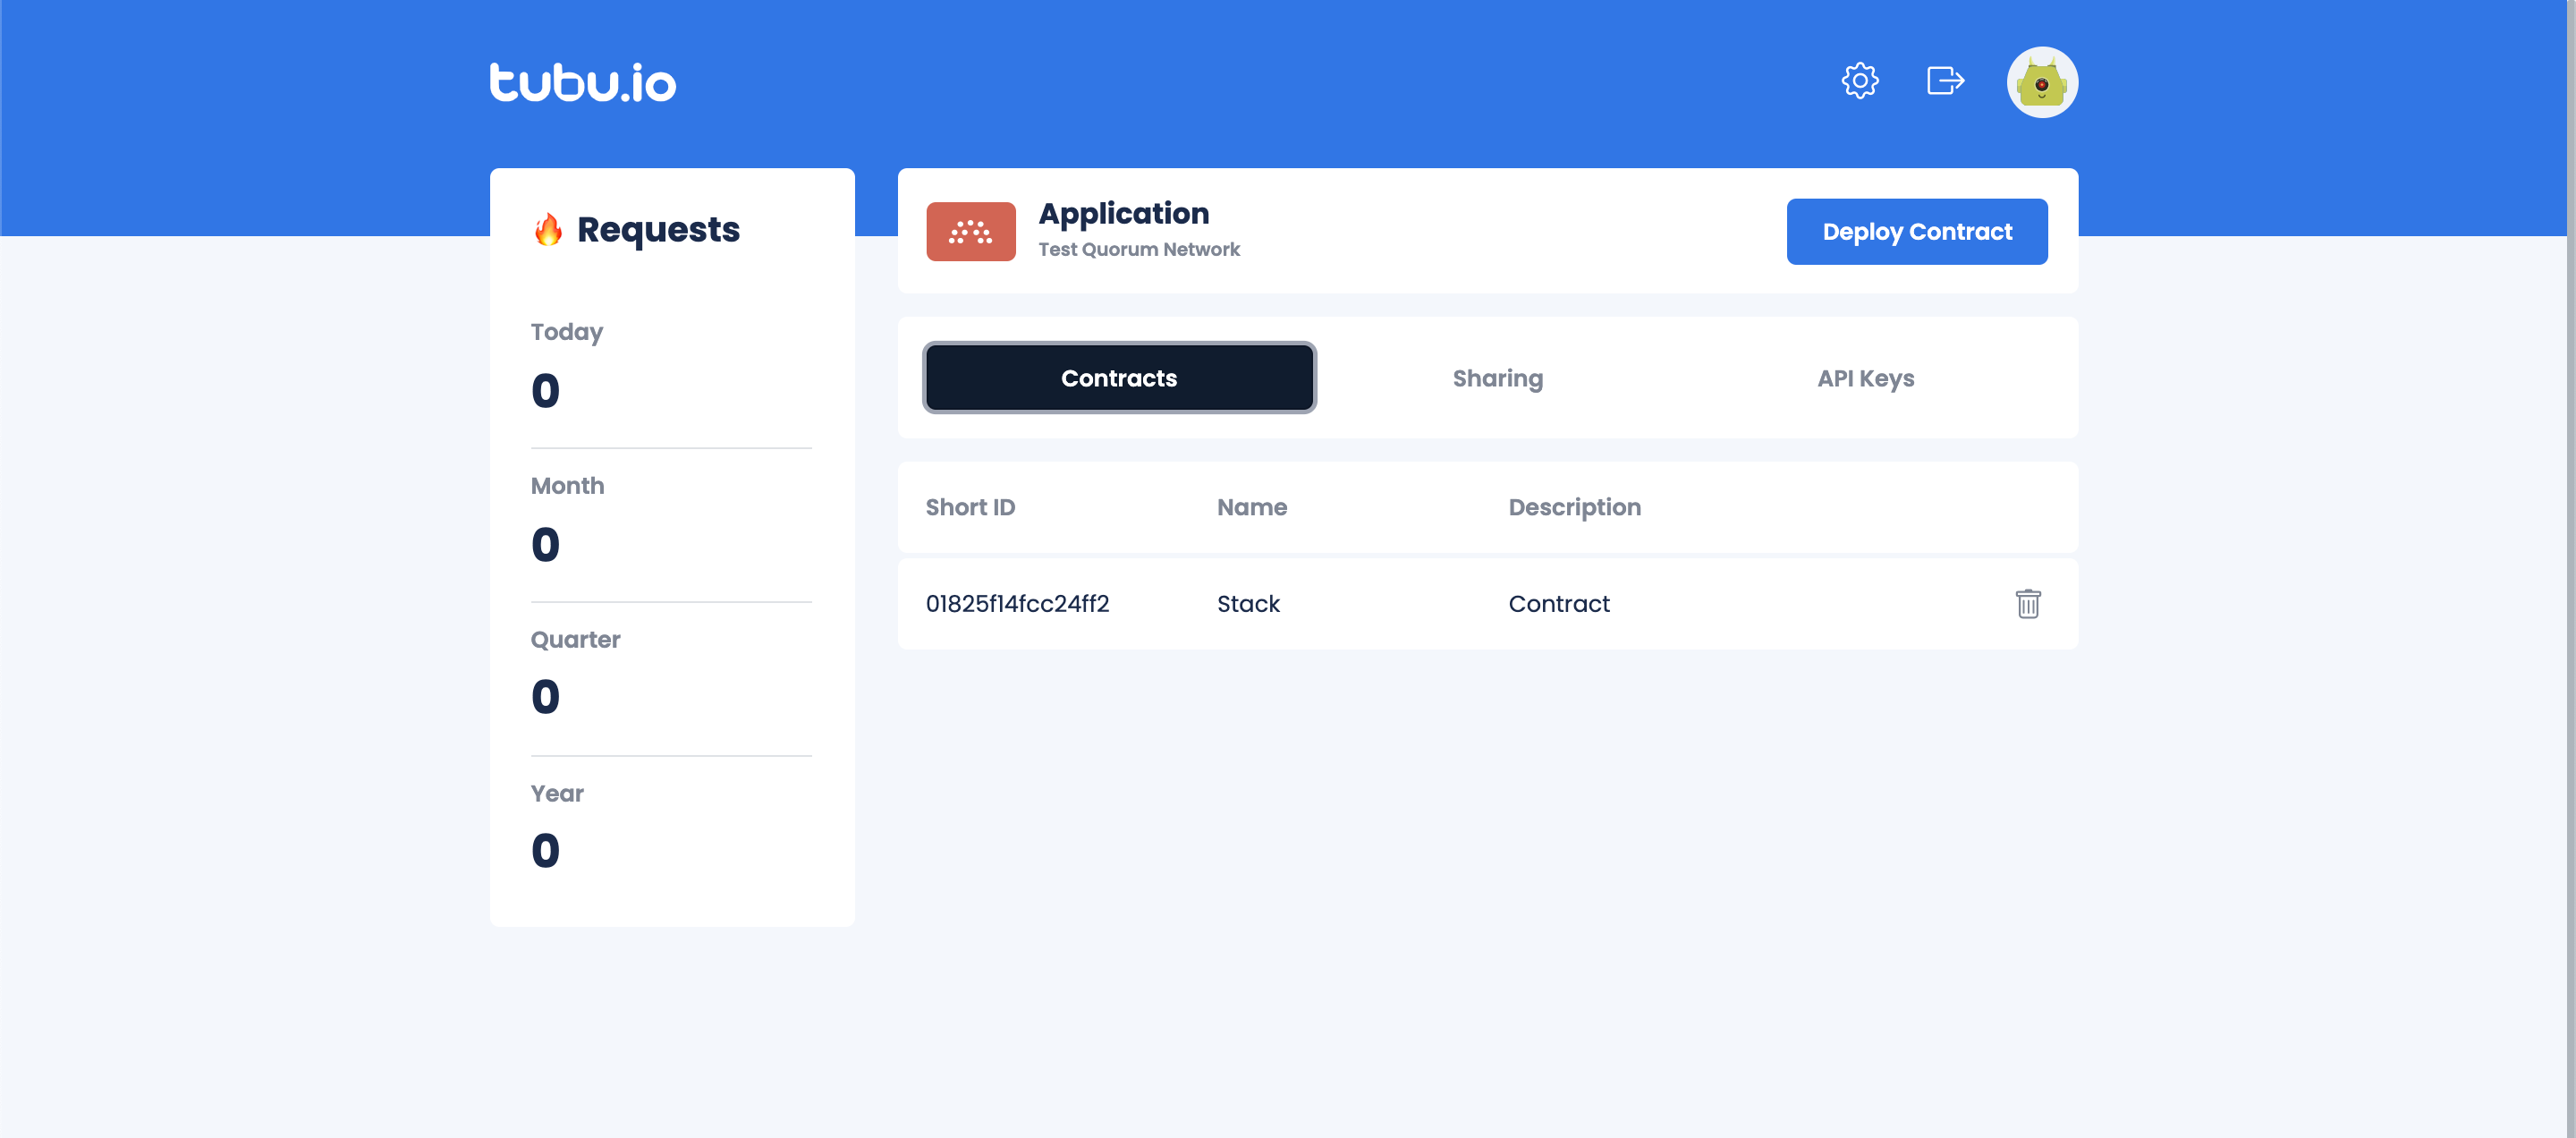 tubu.io
Requests
Today
0
Month
0
Quarter
0
Year
0
Application
Test Quorum Network
Deploy Contract
Contracts Sharing API Keys
Short ID Name Description
01825f14fcc24ff2 Stack Contract